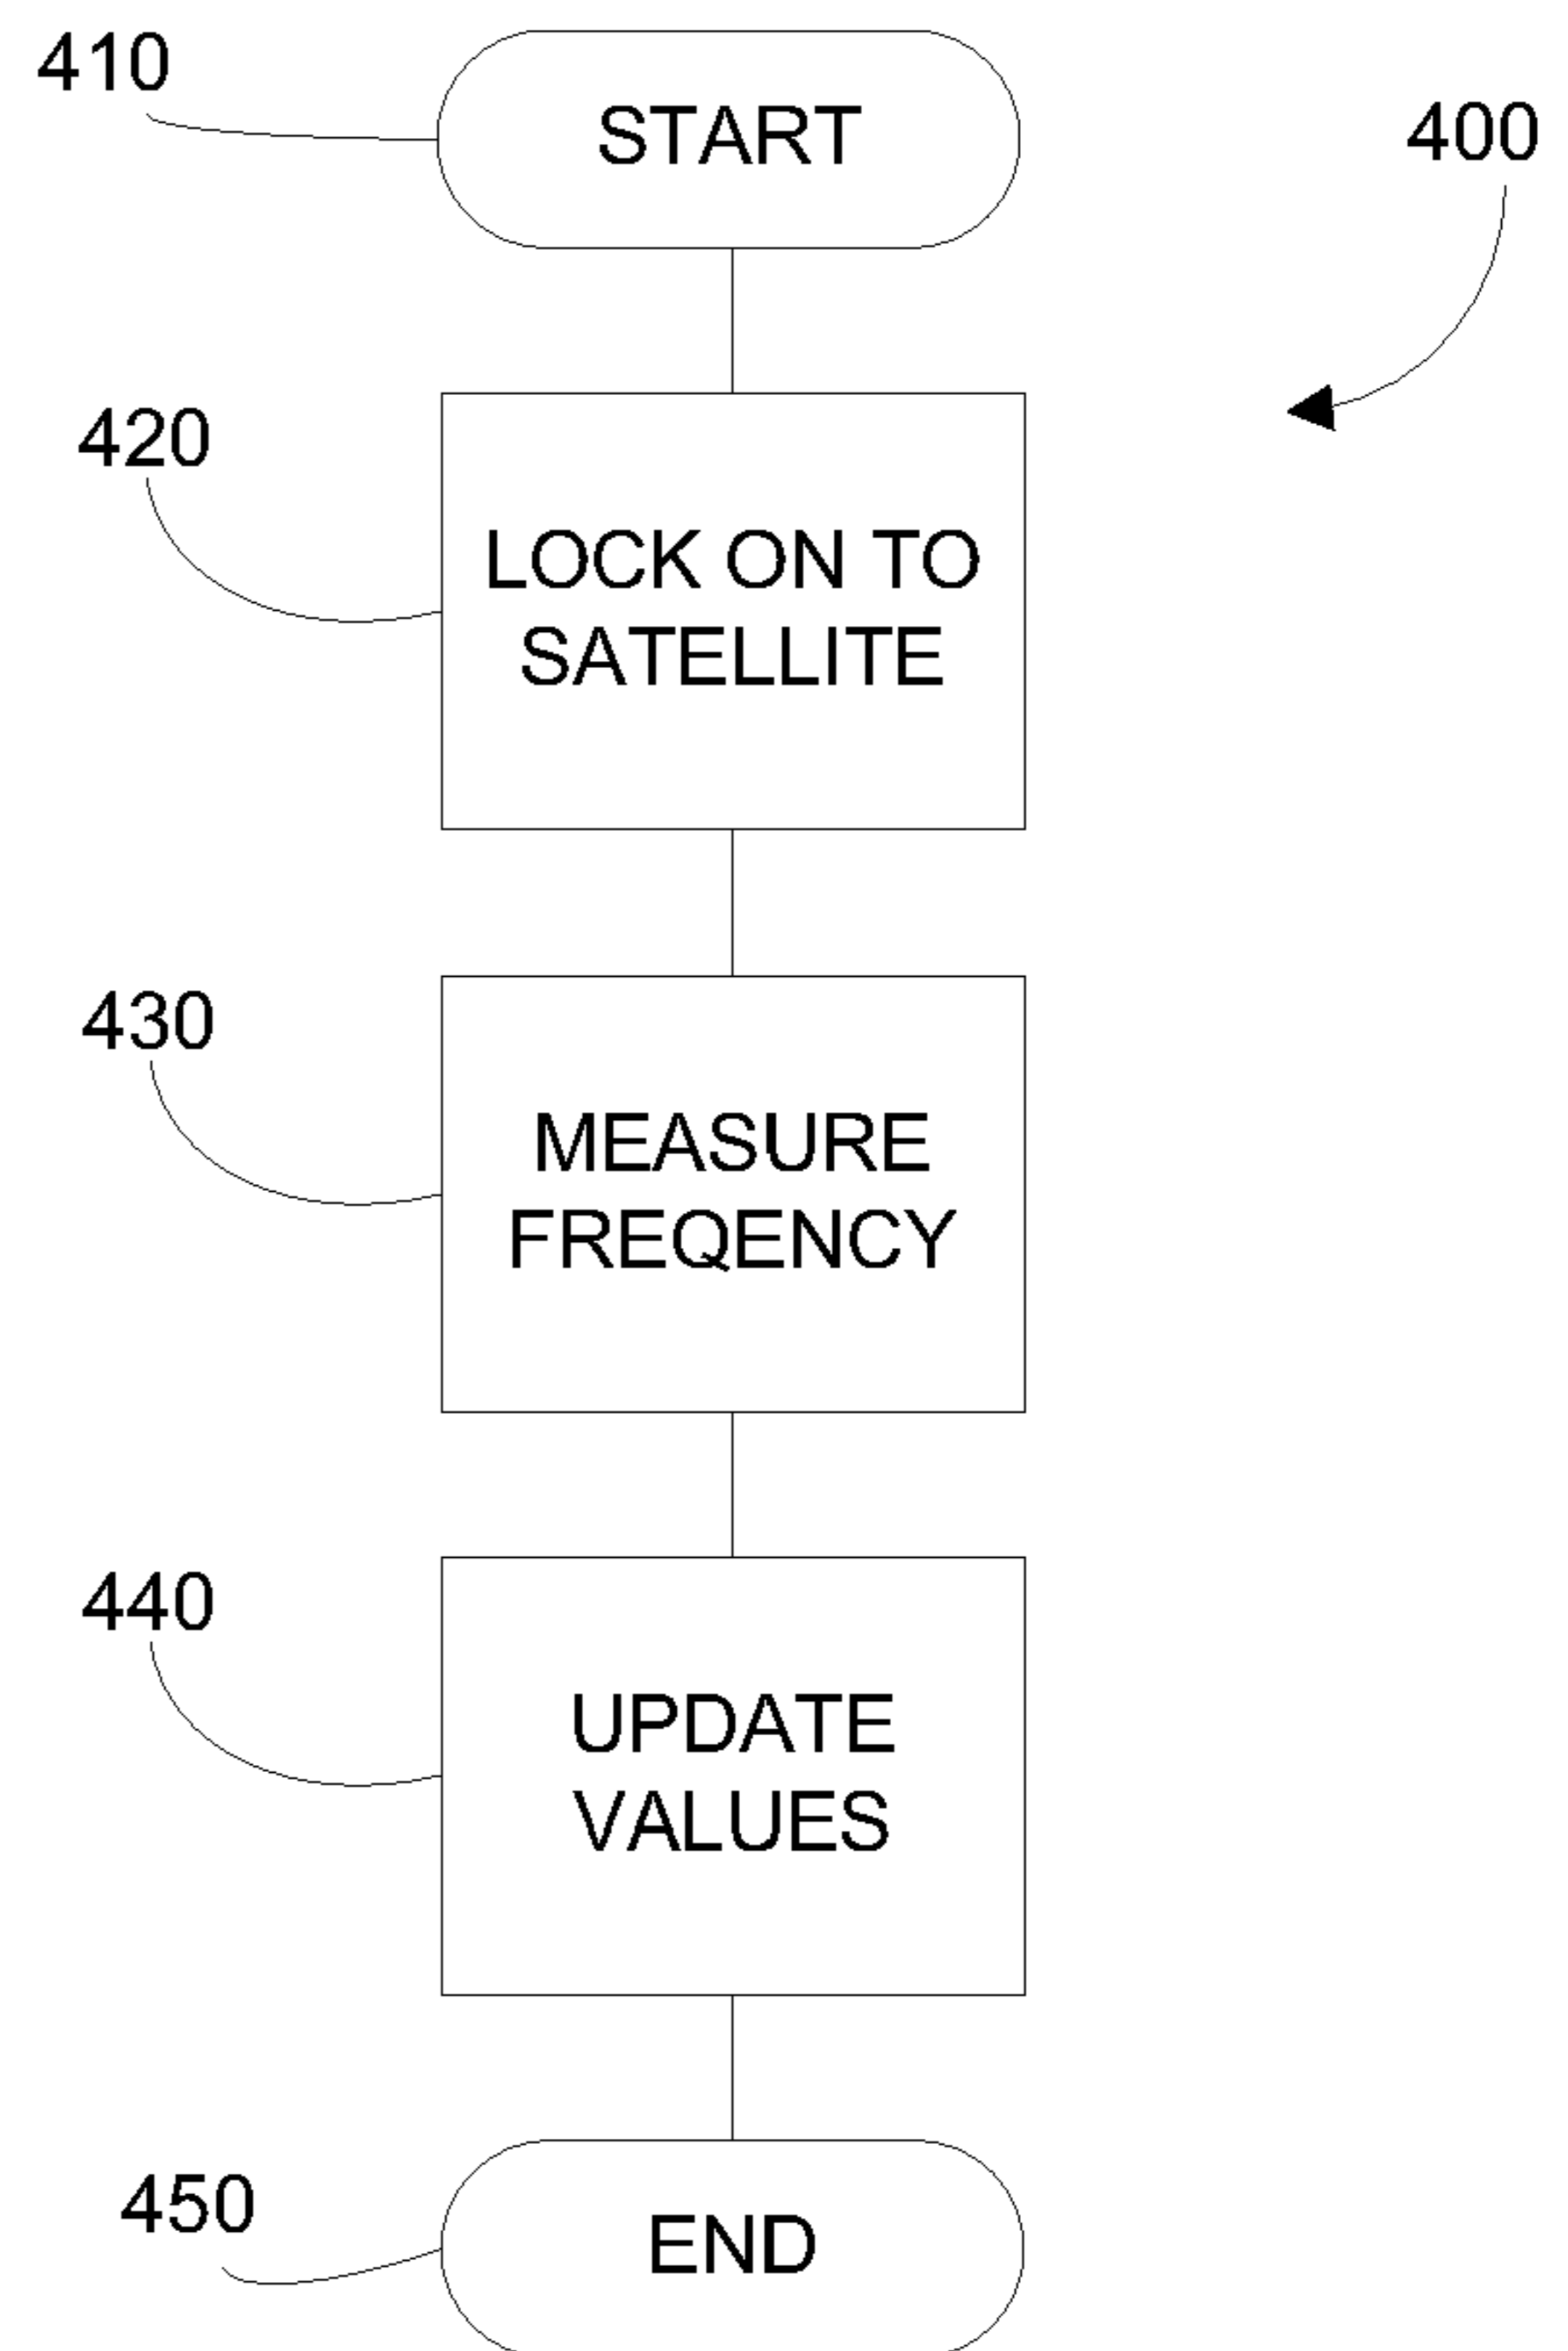 410
START
400
420
LOCK ON TO
SATELLITE
430
MEASURE
FREQENCY
440
UPDATE
VALUES
450
END